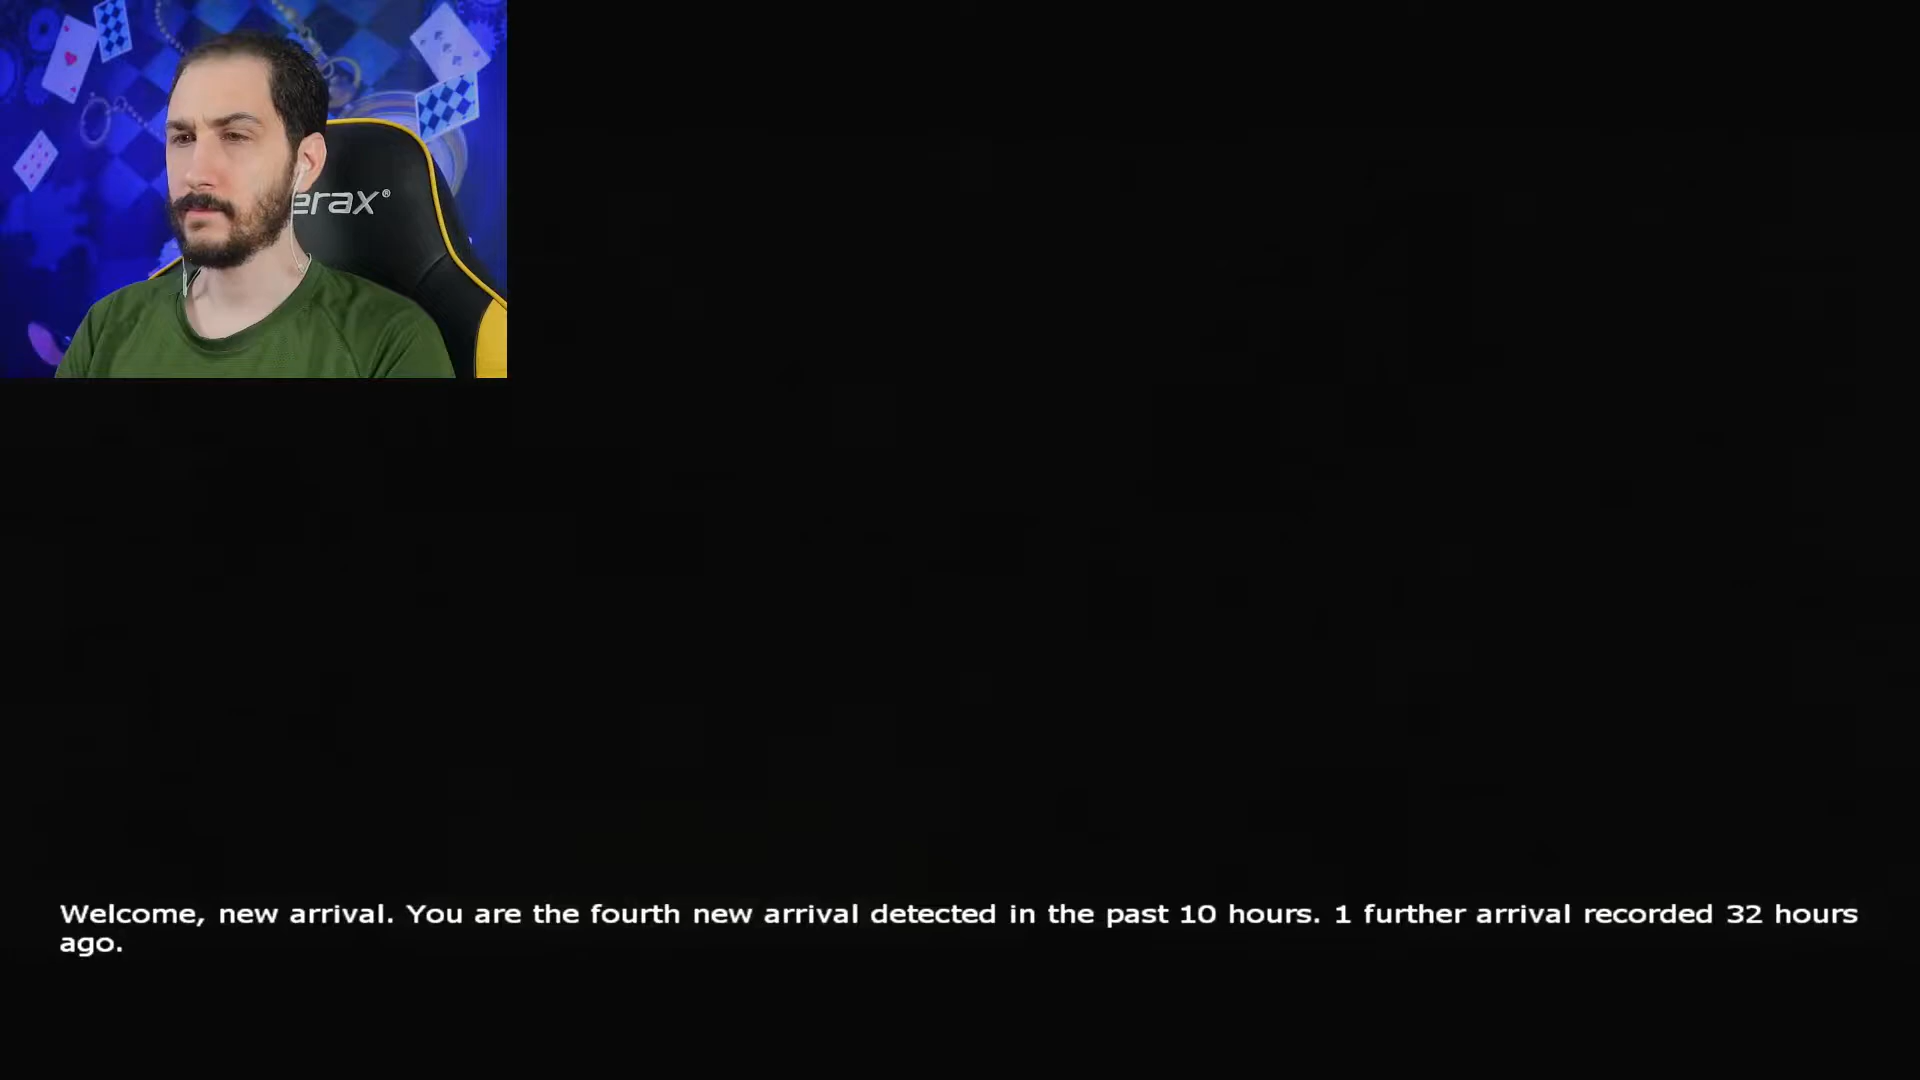 erax®
Welcome, new arrival. You are the fourth new arrival detected in the past 10 hours. 1 further arrival recorded 32 hours
ago.